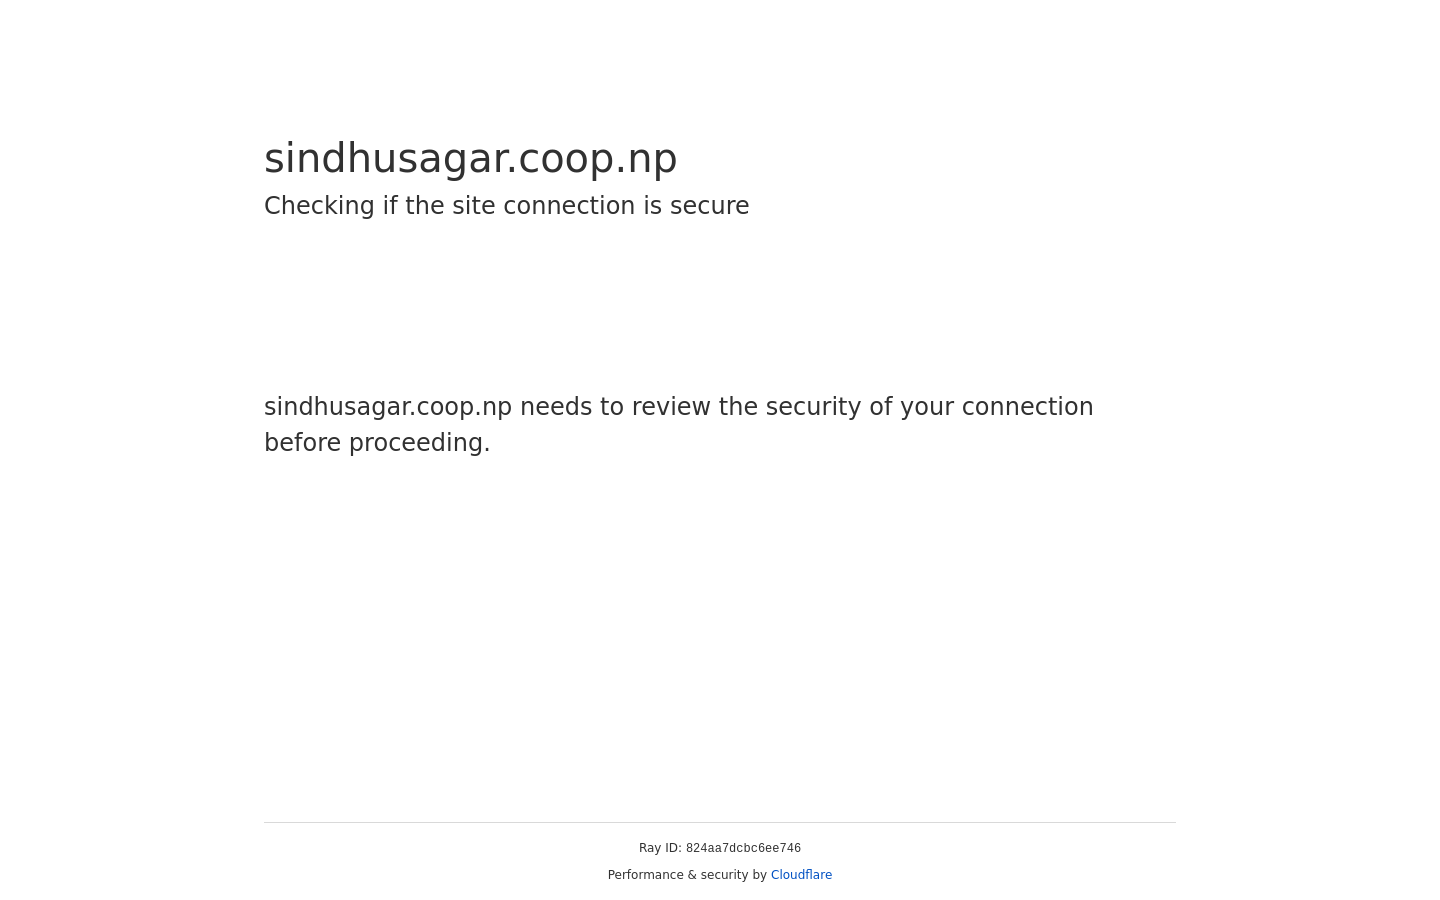 sindhusagar.coop.np
Checking if the site connection is secure
sindhusagar.coop.np needs to review the security of your connection
before proceeding.
Ray ID: 824aa7dcbc6ee746
Performance & security by Cloudflare